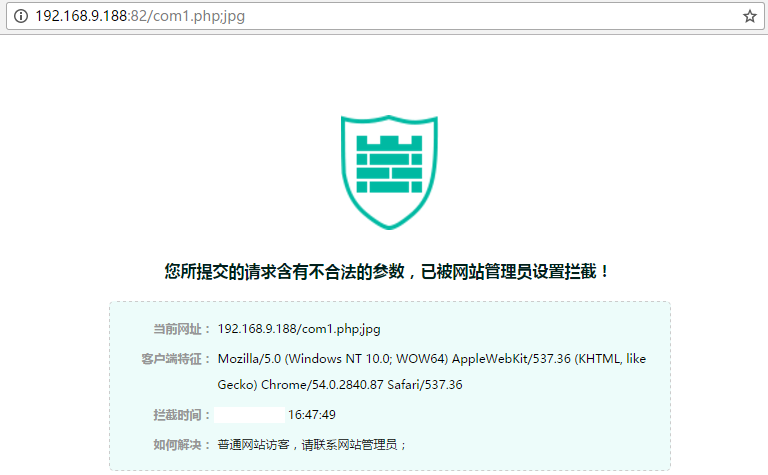 192.168.9.188:82/com1.php;jpg
您所提交的请求含有不合法的参数，已被网站管理员设置拦截！
当前网址： 192.168.9.188/com1.php;jpg
客户端特征： Mozilla/5.0 (Windows NT 10.0; WOW64) AppleWebKit/537.36 (KHTML, like
Gecko) Chrome/54.0.2840.87 Safari/537.36
拦截时间： 16:47:49
如何解决： 普通网站访客，请联系网站管理员；